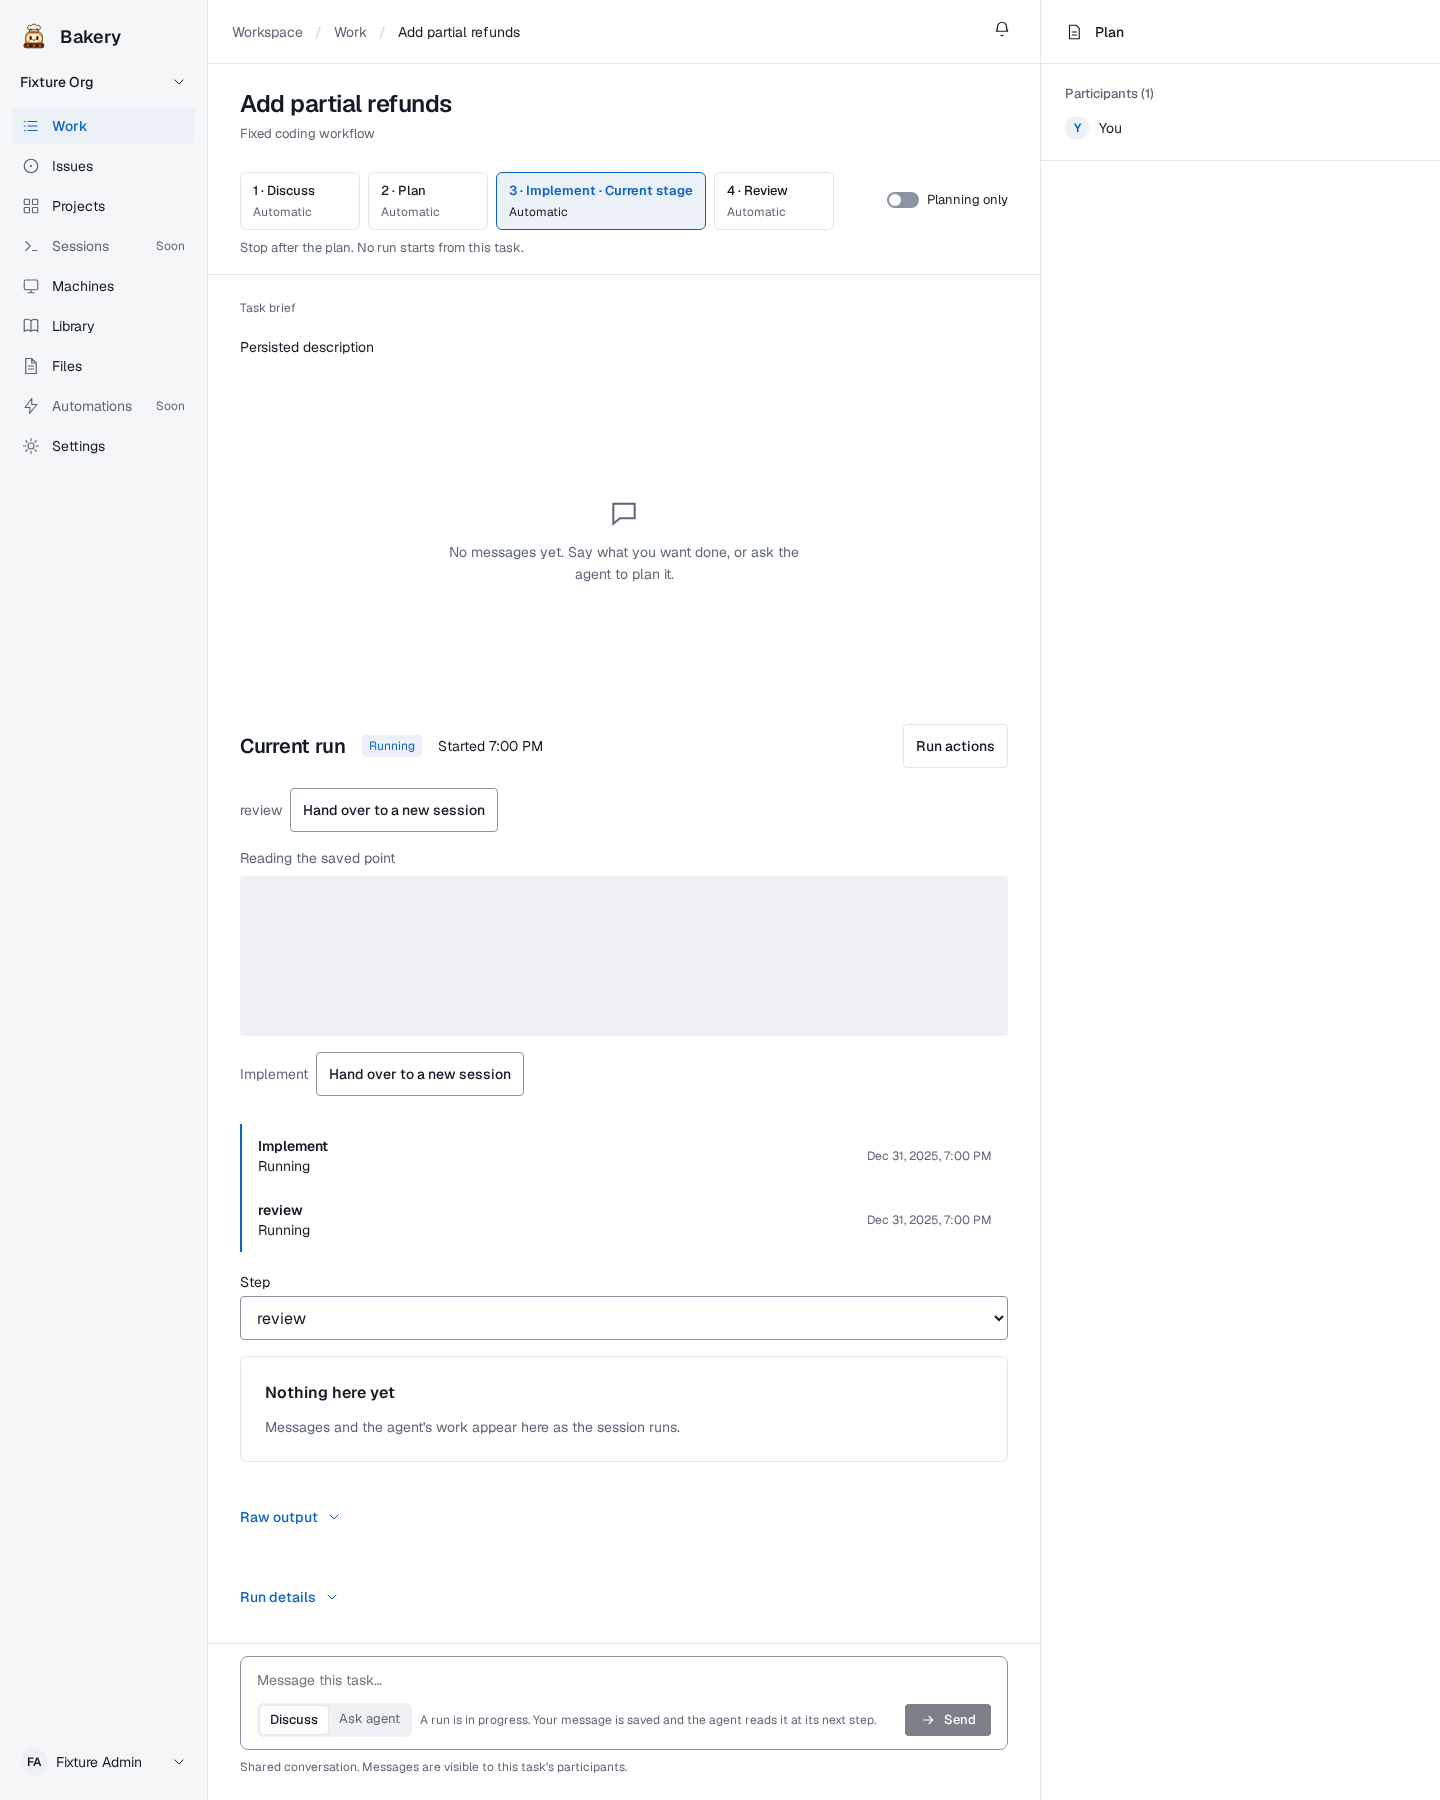 Bakery
Fixture Org
Work
Issues
Projects
Sessions Soon
Machines
Library
Files
Automations Soon
Settings
FA Fixture Admin
Workspace / Work / Add partial refunds
Add partial refunds
Fixed coding workflow
1 · Discuss
Automatic
2 · Plan
Automatic
3 · Implement · Current stage
Automatic
4 · Review
Automatic
Planning only
Stop after the plan. No run starts from this task.
Task brief
Persisted description
No messages yet. Say what you want done, or ask the
agent to plan it.
Current run Running Started 7:00 PM Run actions
review Hand over to a new session
Reading the saved point
Implement Hand over to a new session
Implement
Running
Dec 31, 2025, 7:00 PM
review
Running
Dec 31, 2025, 7:00 PM
Step
review
Nothing here yet
Messages and the agent's work appear here as the session runs.
Raw output
Run details
Message this task...
Discuss Ask agent A run is in progress. Your message is saved and the agent reads it at its next step. Send
Shared conversation. Messages are visible to this task's participants.
Plan
Participants (1)
Y You